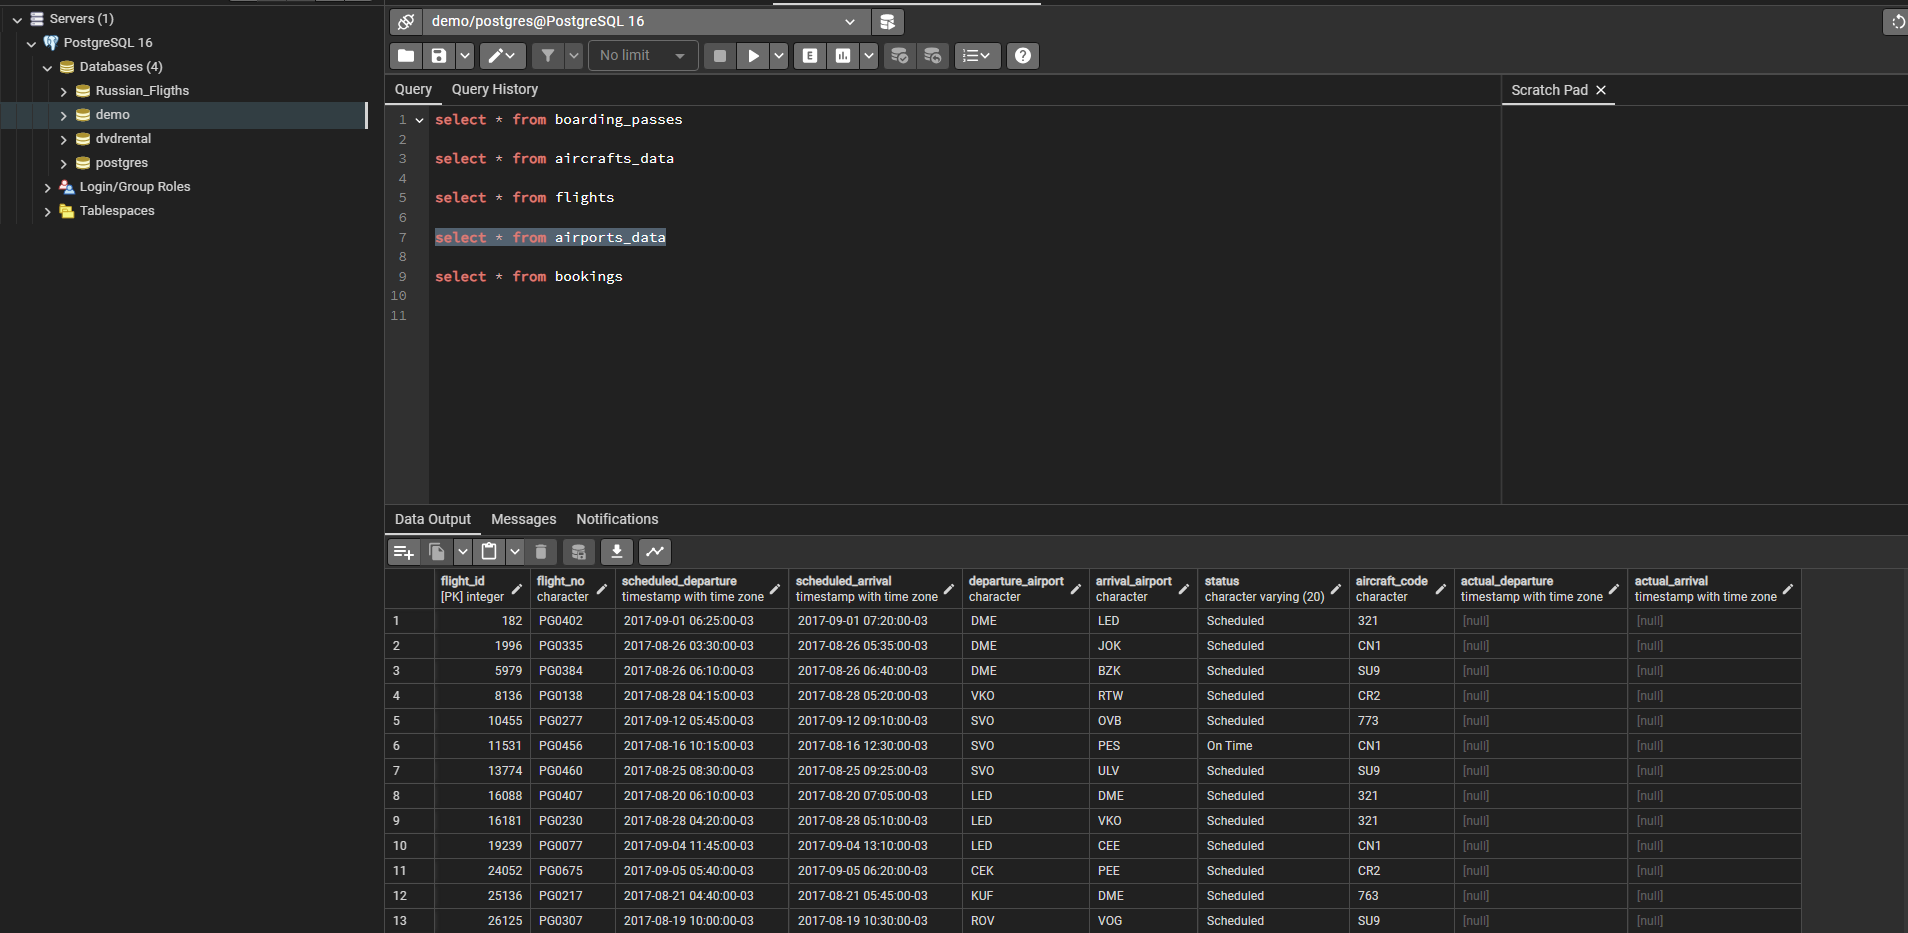 Servers (1)
PostgreSQL 16
Databases (4)
Russian_Fligths
demo
dvdrental
postgres
Login/Group Roles
Tablespaces
demo/postgres@PostgreSQL 16
No limit
E
Query Query History
Scratch Pad
1 select * from boarding_passes
2
3 select * from aircrafts_data
4
5 select * from flights
6
7 select * from airports_data
8
9 select * from bookings
10
11
Data Output Messages Notifications
flight_id flight_no scheduled_departure scheduled_arrival departure_airport arrival_airport status aircraft_code actual_departure actual_arrival
[PK] integer character timestamp with time zone timestamp with time zone character character character varying (20) character timestamp with time zone timestamp with time zone
1 182 PG0402 2017-09-01 06:25:00-03 2017-09-01 07:20:00-03 DME LED Scheduled 321 [null] [null]
2 1996 PG0335 2017-08-26 03:30:00-03 2017-08-26 05:35:00-03 DME JOK Scheduled CN1 [null] [null]
3 5979 PG0384 2017-08-26 06:10:00-03 2017-08-26 06:40:00-03 DME BZK Scheduled SU9 [null] [null]
4 8136 PG0138 2017-08-28 04:15:00-03 2017-08-28 05:20:00-03 VKO RTW Scheduled CR2 [null] [null]
5 10455 PG0277 2017-09-12 05:45:00-03 2017-09-12 09:10:00-03 SVO OVB Scheduled 773 [null] [null]
6 11531 PG0456 2017-08-16 10:15:00-03 2017-08-16 12:30:00-03 SVO PES On Time CN1 [null] [null]
7 13774 PG0460 2017-08-25 08:30:00-03 2017-08-25 09:25:00-03 SVO ULV Scheduled SU9 [null] [null]
8 16088 PG0407 2017-08-20 06:10:00-03 2017-08-20 07:05:00-03 LED DME Scheduled 321 [null] [null]
9 16181 PG0230 2017-08-28 04:20:00-03 2017-08-28 05:10:00-03 LED VKO Scheduled 321 [null] [null]
10 19239 PG0077 2017-09-04 11:45:00-03 2017-09-04 13:10:00-03 LED CEE Scheduled CN1 [null] [null]
11 24052 PG0675 2017-09-05 05:40:00-03 2017-09-05 06:20:00-03 CEK PEE Scheduled CR2 [null] [null]
12 25136 PG0217 2017-08-21 04:40:00-03 2017-08-21 05:45:00-03 KUF DME Scheduled 763 [null] [null]
13 26125 PG0307 2017-08-19 10:00:00-03 2017-08-19 10:30:00-03 ROV VOG Scheduled SU9 [null] [null]